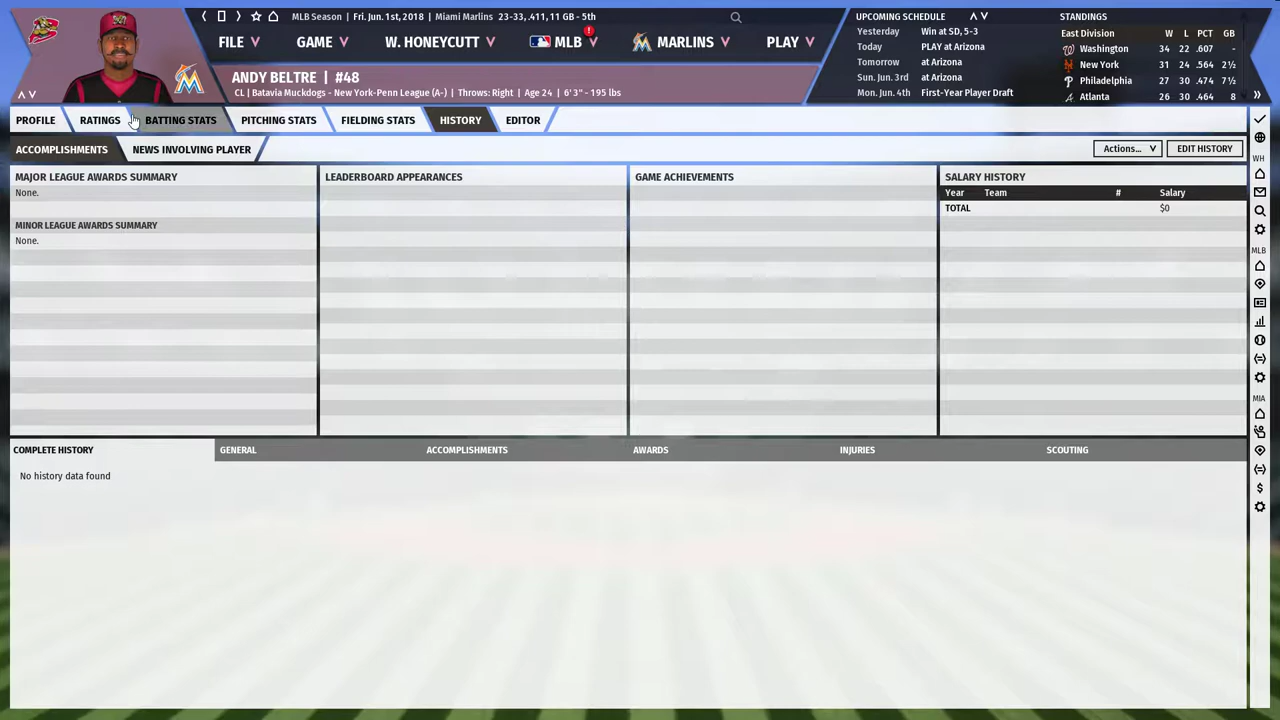 MLB Season | Fri. Jun. 1st, 2018 | Miami Marlins 23-33, .411, 11 GB - 5th
FILE GAME W. HONEYCUTT MLB MARLINS PLAY
ANDY BELTRE | #48
CL | Batavia Muckdogs - New York-Penn League (A-) | Throws: Right | Age 24 | 6' 3" - 195 lbs
UPCOMING SCHEDULE
Yesterday Win at SD, 5-3
Today PLAY at Arizona
Tomorrow at Arizona
Sun. Jun. 3rd at Arizona
Mon. Jun. 4th First-Year Player Draft
STANDINGS
East Division W L PCT GB
Washington 34 22 .607 -
New York 31 24 .564 2½
Philadelphia 27 30 .474 7½
Atlanta 26 30 .464 8
PROFILE RATINGS BATTING STATS PITCHING STATS FIELDING STATS HISTORY EDITOR
ACCOMPLISHMENTS NEWS INVOLVING PLAYER Actions... EDIT HISTORY
MAJOR LEAGUE AWARDS SUMMARY
None.
MINOR LEAGUE AWARDS SUMMARY
None.
LEADERBOARD APPEARANCES
GAME ACHIEVEMENTS
SALARY HISTORY
Year Team # Salary
TOTAL $0
COMPLETE HISTORY GENERAL ACCOMPLISHMENTS AWARDS INJURIES SCOUTING
No history data found
WH
MLB
MIA
$